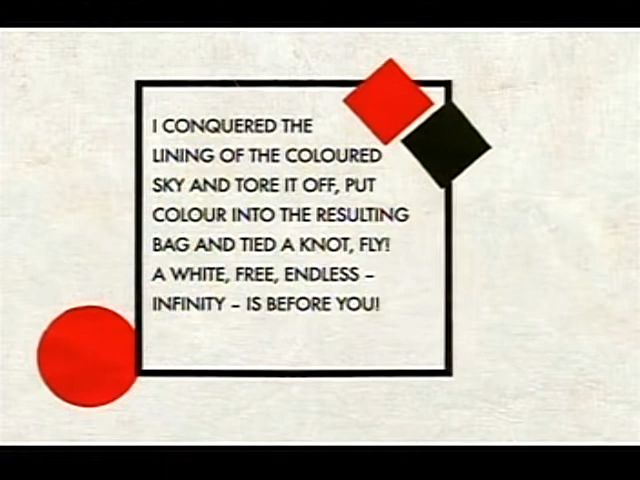 I CONQUERED THE
LINING OF THE COLOURED
SKY AND TORE IT OFF, PUT
COLOUR INTO THE RESULTING
BAG AND TIED A KNOT, FLY!
A WHITE, FREE, ENDLESS –
INFINITY – IS BEFORE YOU!